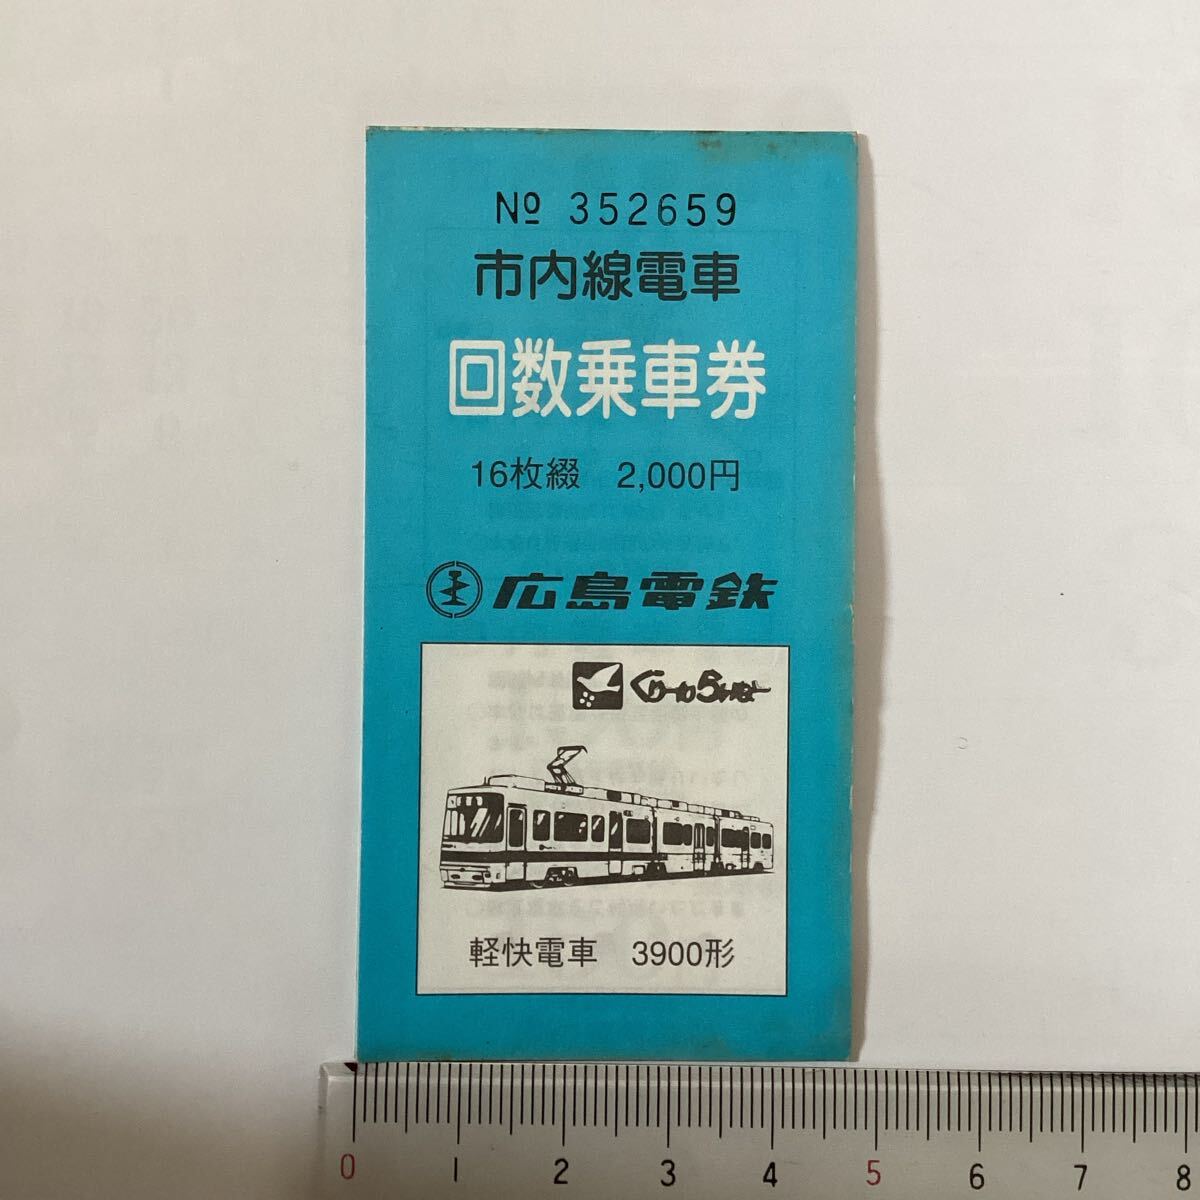 № 352659
市内線電車
回数乗車券
16枚綴 2,000円
広島電鉄
ぐりーんらいなー
軽快電車 3900形
0 1 2 3 4 5 6 7 8